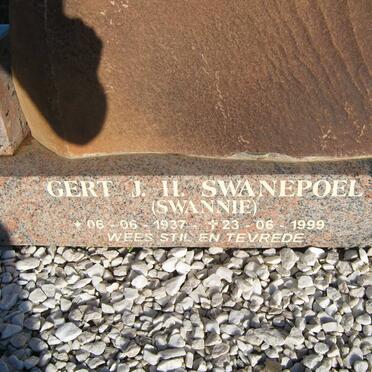 GERT J. H. SWANEPOEL
(SWANNIE)
* 06 - 06 - 1937 - ✝ 23 - 06 - 1999
WEES STIL EN TEVREDE